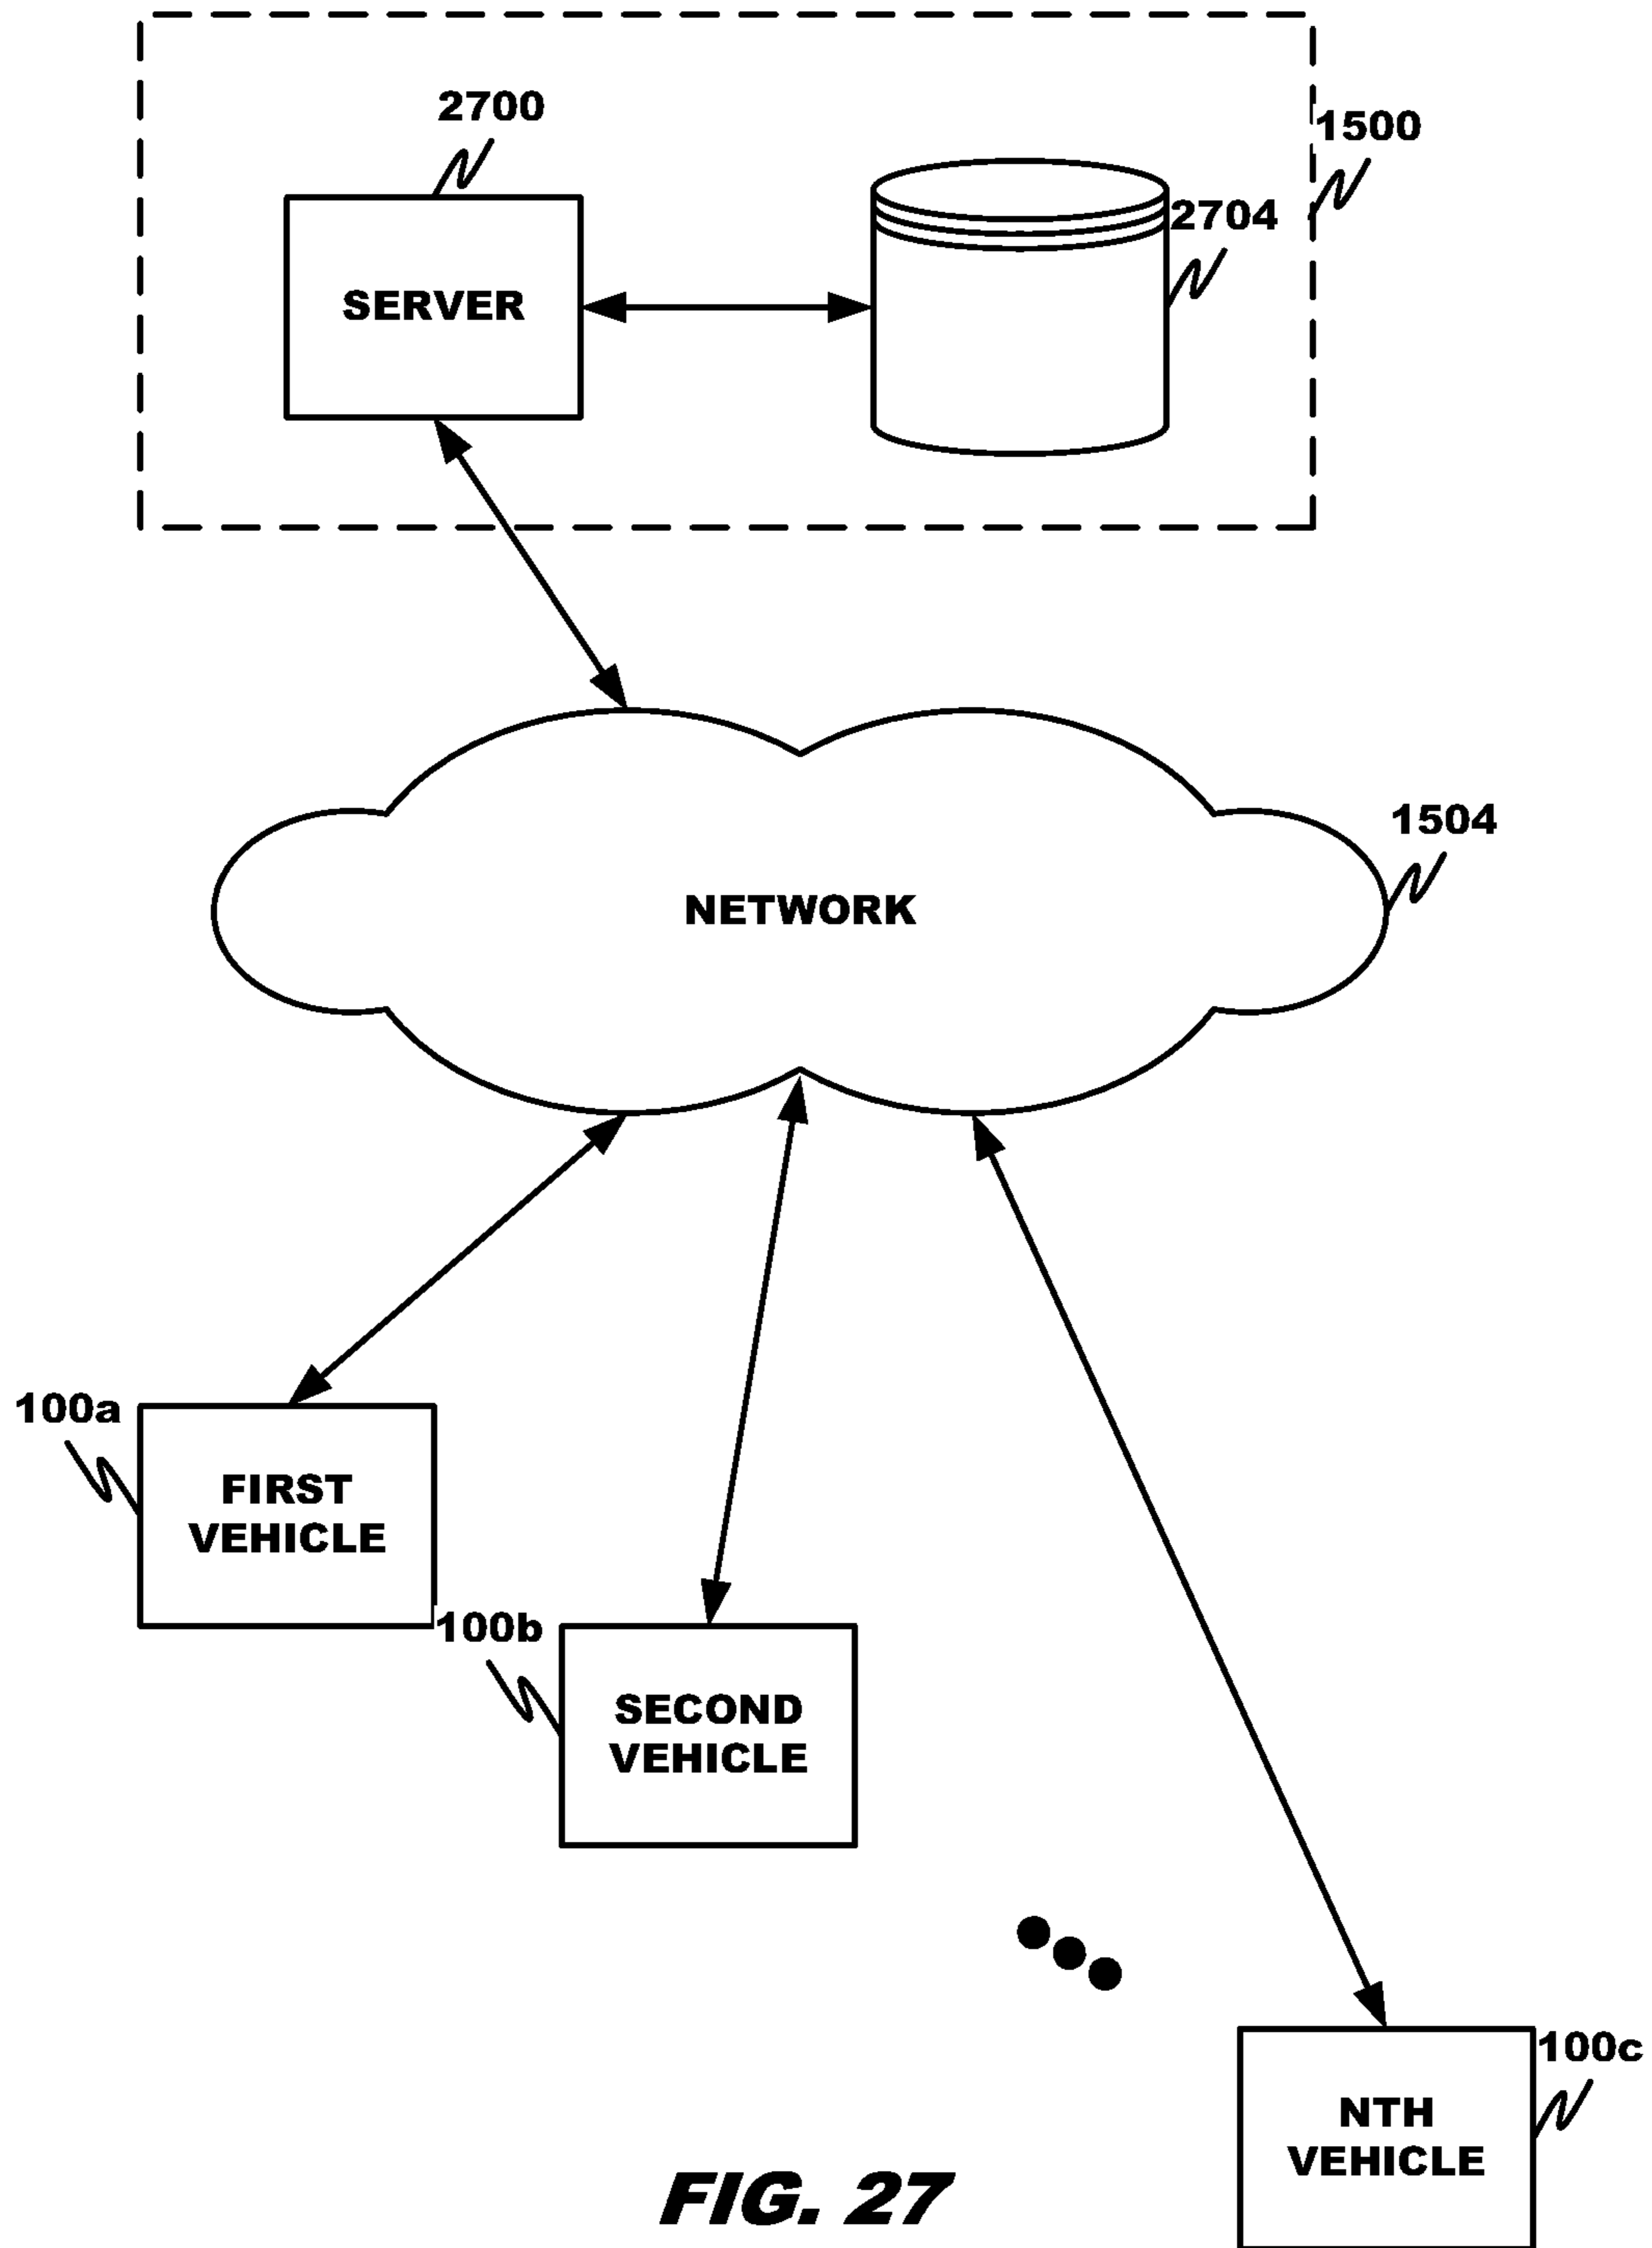 2700
1500
2704
SERVER
1504
NETWORK
100a
FIRST
VEHICLE
100b
SECOND
VEHICLE
100c
NTH
VEHICLE
FIG. 27